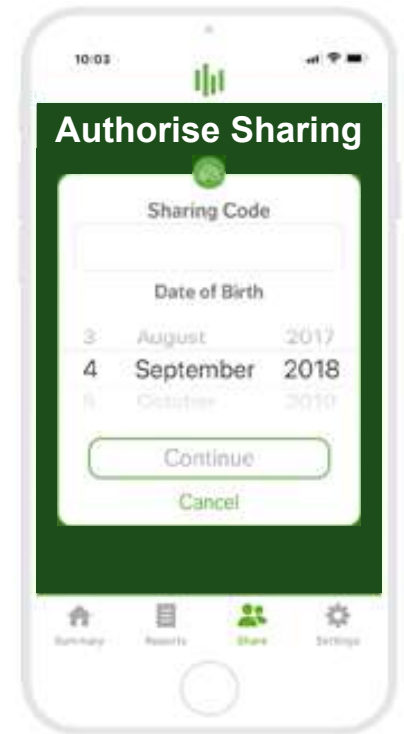 10:03
Authorise Sharing
Sharing Code
Date of Birth
3 August 2017
4 September 2018
October
Continue
Cancel
Summary Reports Share Settings